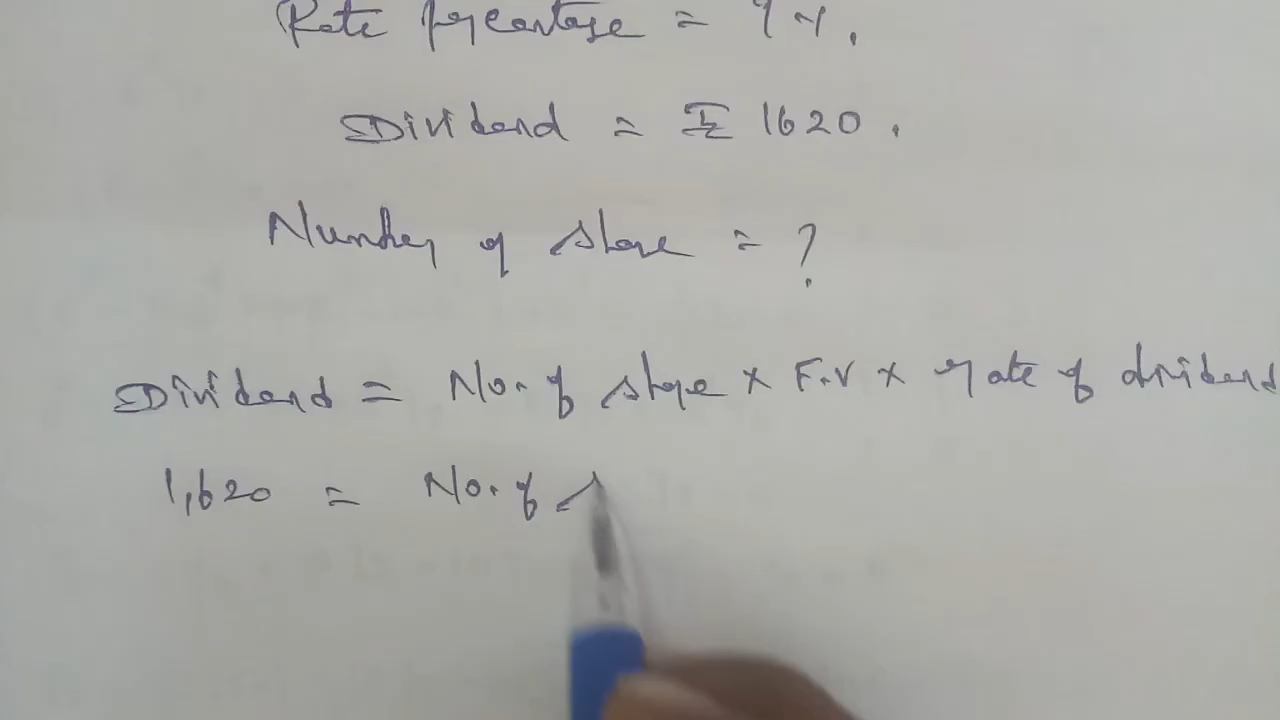 Rate percentage = 9 %.
Dividend = ₹ 1620.
Number of share = ?
Dividend = No. of share × F.V × rate of dividend
1,620 = No. of s